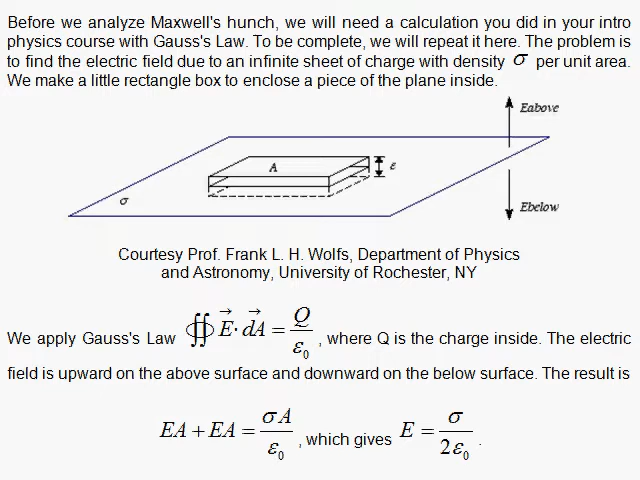 Before we analyze Maxwell's hunch, we will need a calculation you did in your intro
physics course with Gauss's Law. To be complete, we will repeat it here. The problem is
to find the electric field due to an infinite sheet of charge with density σ per unit area.
We make a little rectangle box to enclose a piece of the plane inside.
Eabove
A
ε
σ
Ebelow
Courtesy Prof. Frank L. H. Wolfs, Department of Physics
and Astronomy, University of Rochester, NY
We apply Gauss's Law ∯ E⃗ · dA⃗ = Q/ε₀ , where Q is the charge inside. The electric
field is upward on the above surface and downward on the below surface. The result is
EA + EA = σA/ε₀ , which gives E = σ/2ε₀ .